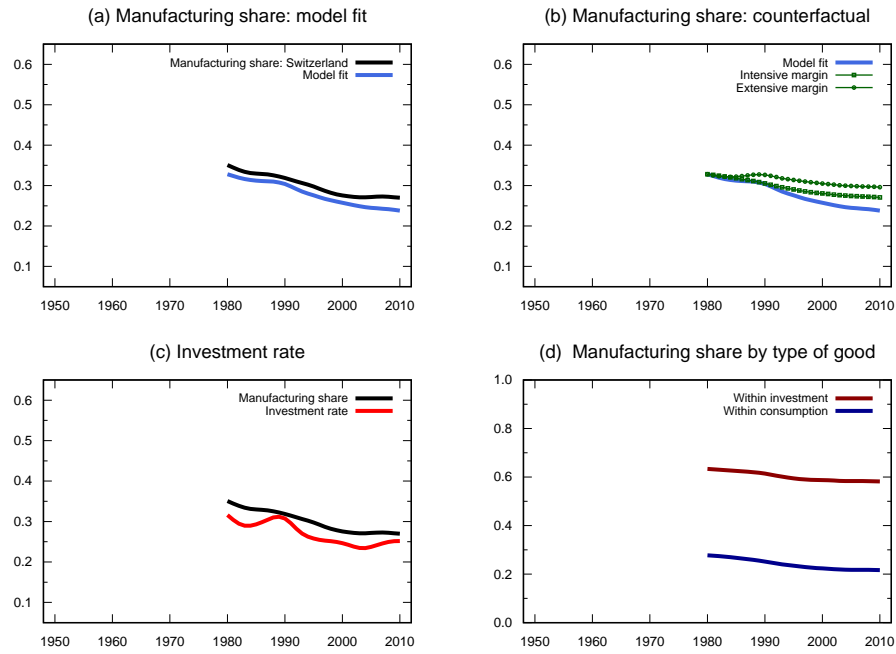 (a) Manufacturing share: model fit
Manufacturing share: Switzerland
Model fit
0.6
0.5
0.4
0.3
0.2
0.1
1950 1960 1970 1980 1990 2000 2010
(b) Manufacturing share: counterfactual
Model fit
Intensive margin
Extensive margin
0.6
0.5
0.4
0.3
0.2
0.1
1950 1960 1970 1980 1990 2000 2010
(c) Investment rate
Manufacturing share
Investment rate
0.6
0.5
0.4
0.3
0.2
0.1
1950 1960 1970 1980 1990 2000 2010
(d) Manufacturing share by type of good
Within investment
Within consumption
1.0
0.8
0.6
0.4
0.2
0.0
1950 1960 1970 1980 1990 2000 2010